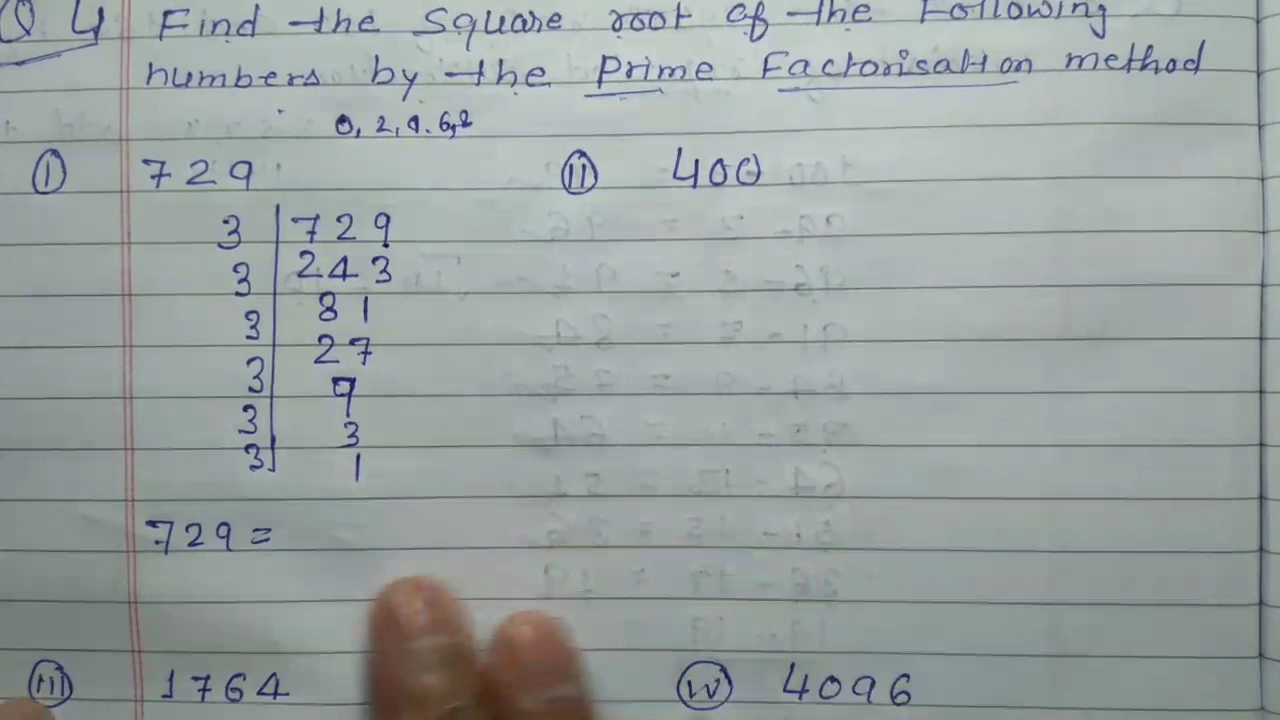 Q 4 Find the Square root of the Following
numbers by the Prime Factorisation method
0, 2, 4. 6, 8
(I) 729 (II) 400
3 | 729
3 | 243
3 | 81
3 | 27
3 | 9
3 | 3
3 | 1
729 =
(III) 1764 (IV) 4096